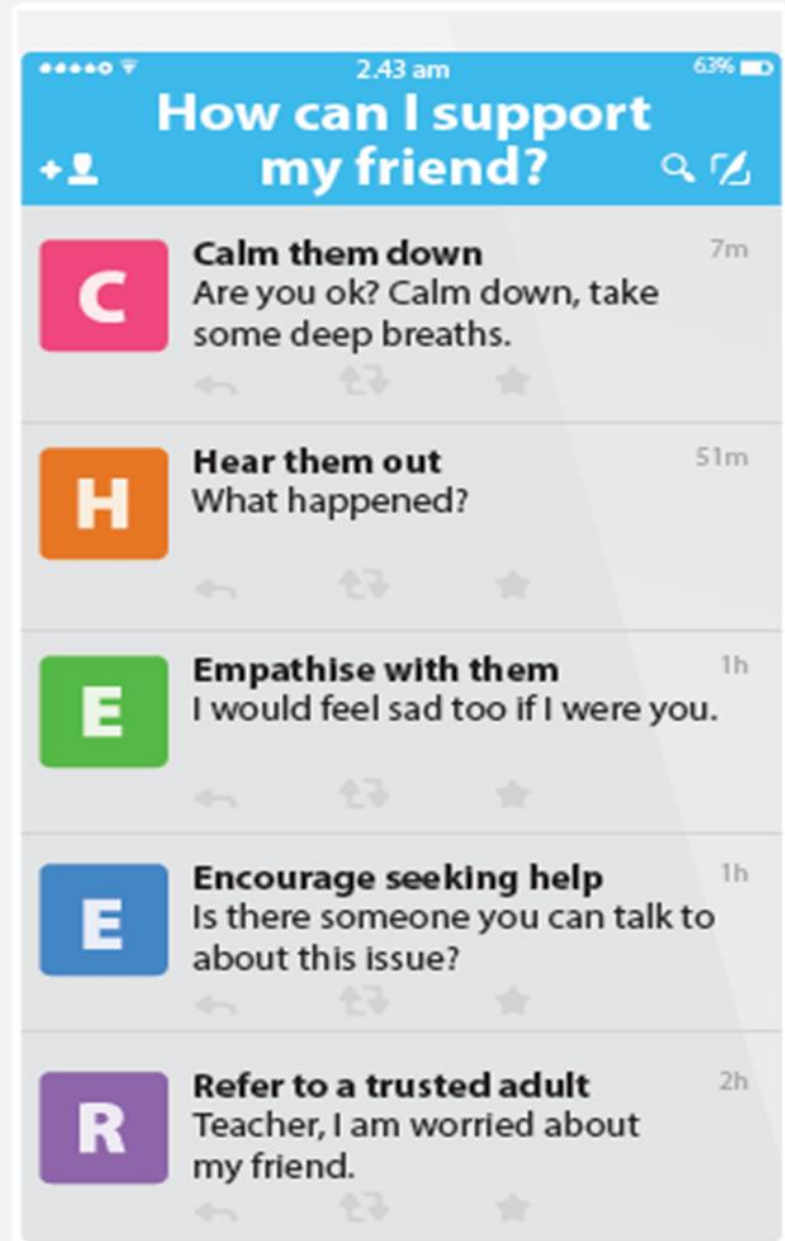 2.43 am
63%
How can I support
my friend?
C
Calm them down
7m
Are you ok? Calm down, take
some deep breaths.
H
Hear them out
51m
What happened?
E
Empathise with them
1h
I would feel sad too if I were you.
E
Encourage seeking help
1h
Is there someone you can talk to
about this issue?
R
Refer to a trusted adult
2h
Teacher, I am worried about
my friend.